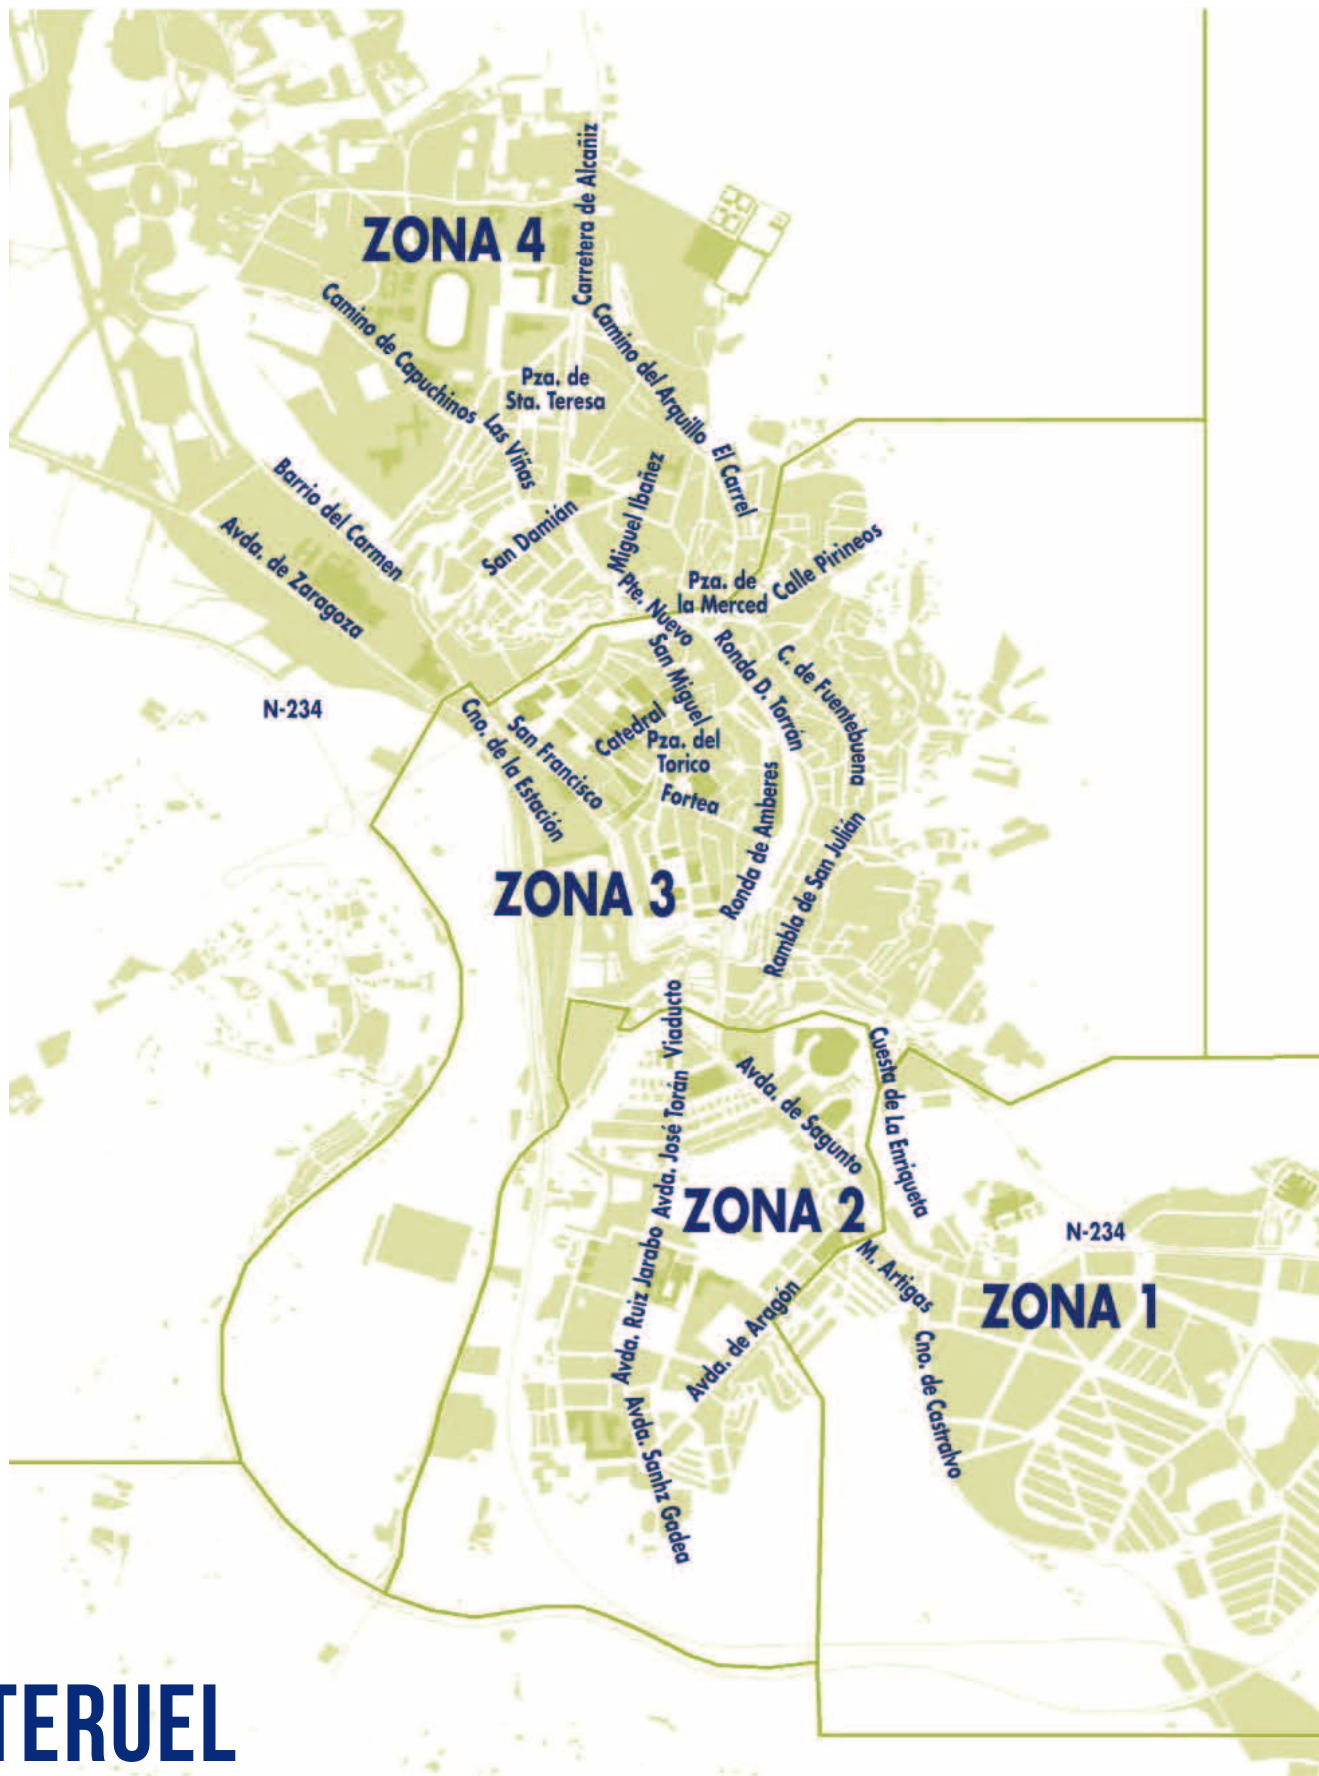 Carretera de Alcañiz
ZONA 4
Camino de Capuchinos
Camino del Arquillo
Pza. de
Sta. Teresa
Las Viñas
El Carrel
Miguel Ibañez
Barrio del Carmen
San Damián
Avda. de Zaragoza
Calle Pirineos
Pza. de
la Merced
Pte. Nuevo
San Miguel
Ronda D. Torrán
C. de Fuentebuena
N-234
Cno. de la Estación
San Francisco
Catedral
Pza. del
Torico
Fortea
Ronda de Amberes
Rambla de San Julián
ZONA 3
Viaducto
Avda. José Torán
Avda. de Sagunto
Cuesta de La Enriqueta
ZONA 2
N-234
Avda. Ruiz Jarabo
M. Artigas
ZONA 1
Avda. de Aragón
Cno. de Castralvo
Avda. Sanhz Gadea
TERUEL